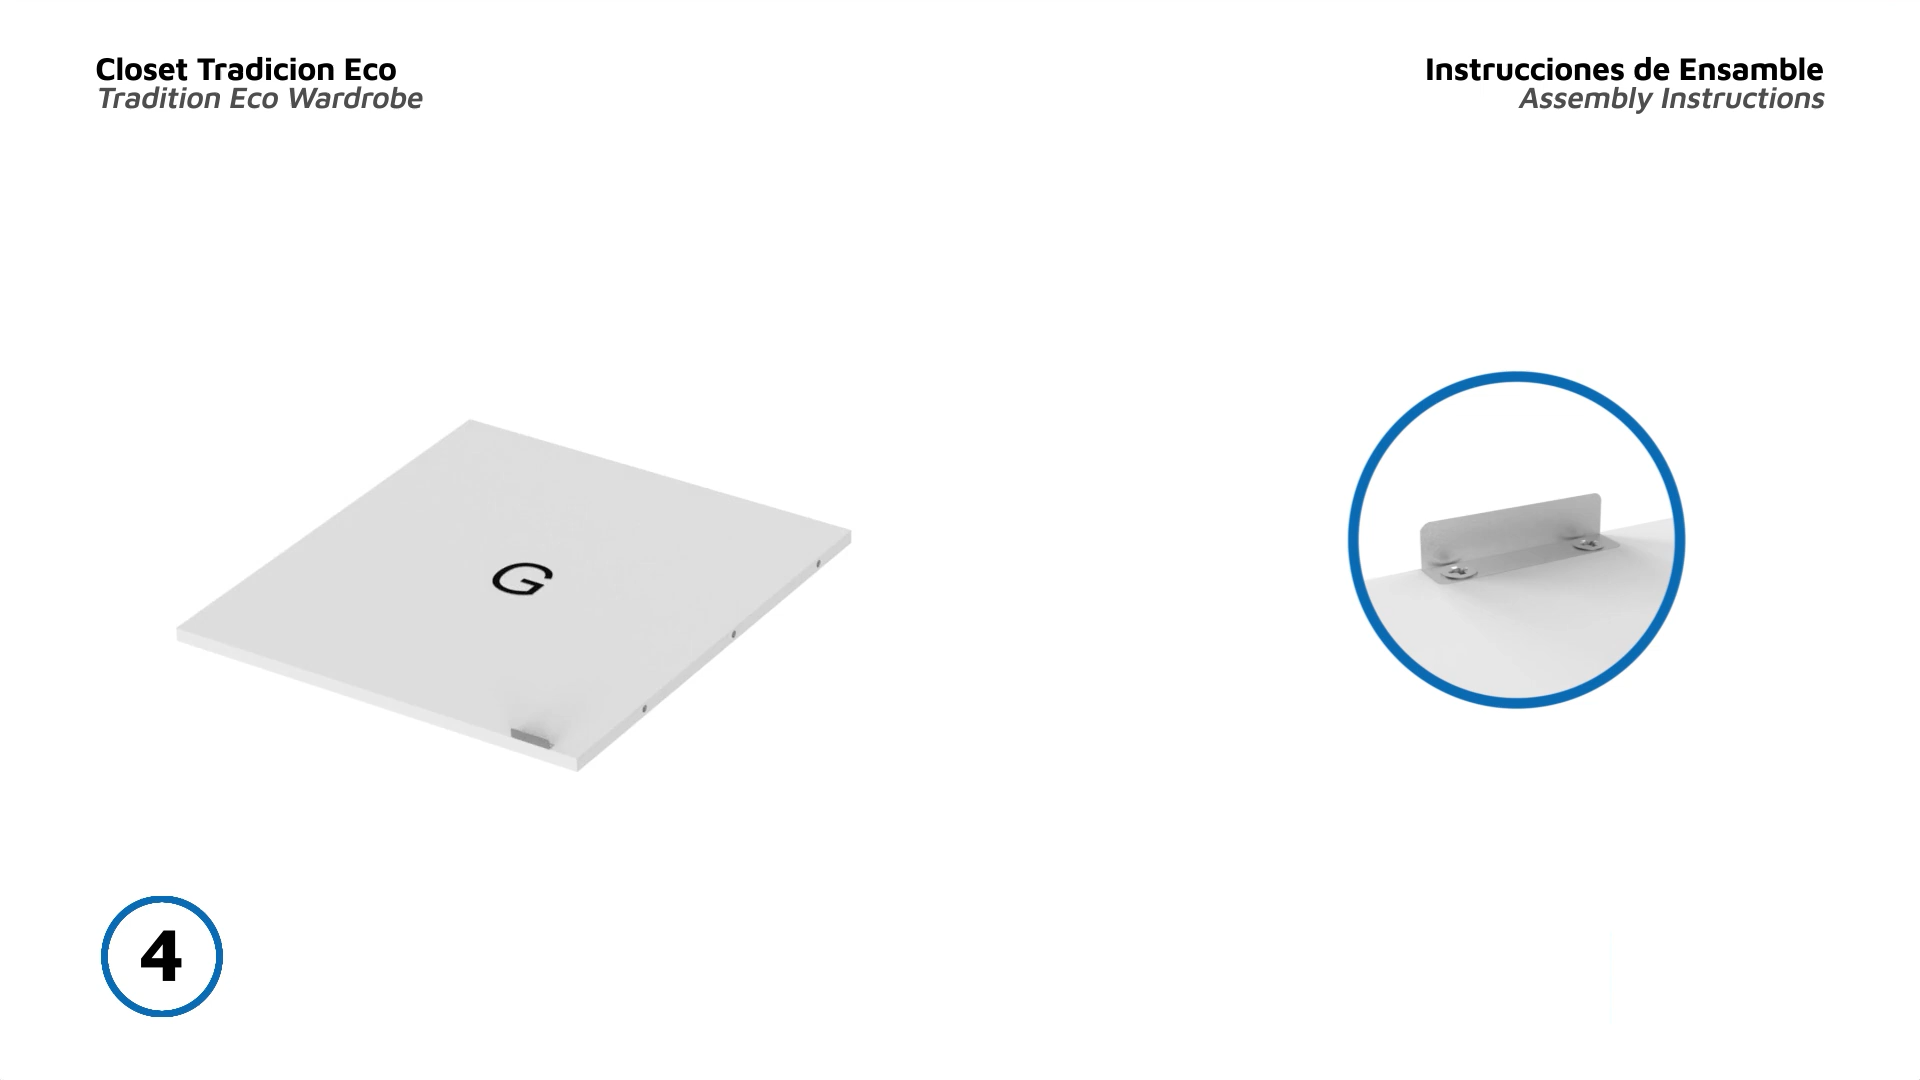 Closet Tradicion Eco
Tradition Eco Wardrobe
Instrucciones de Ensamble
Assembly Instructions
G
4